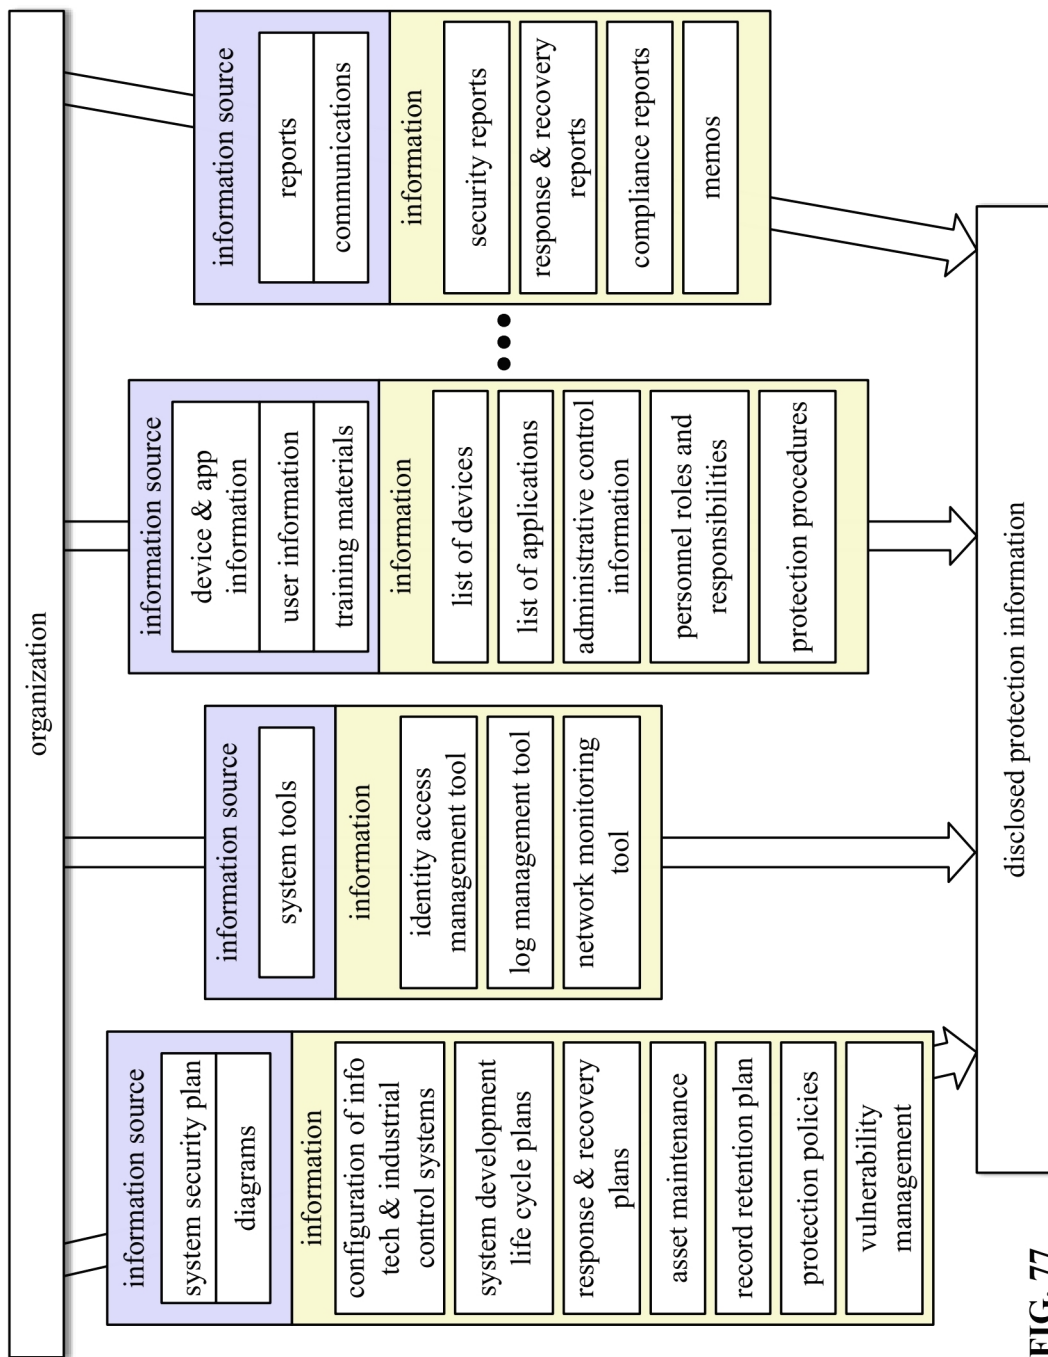 organization
information source
system security plan
diagrams
information
configuration of info
tech & industrial
control systems
system development
life cycle plans
response & recovery
plans
asset maintenance
record retention plan
protection policies
vulnerability
management
information source
system tools
information
identity access
management tool
log management tool
network monitoring
tool
information source
device & app
information
user information
training materials
information
list of devices
list of applications
administrative control
information
personnel roles and
responsibilities
protection procedures
information source
reports
communications
information
security reports
response & recovery
reports
compliance reports
memos
disclosed protection information
FIG. 77